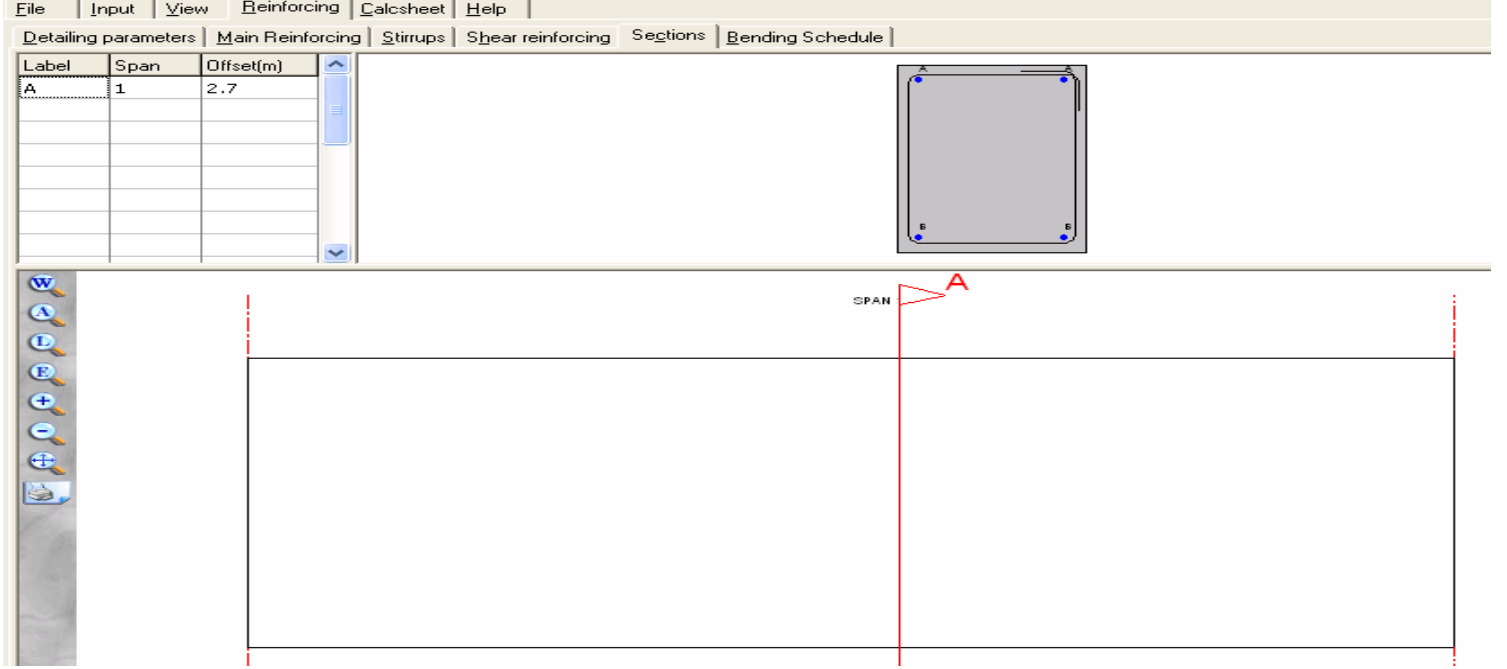 File Input View Reinforcing Calcsheet Help
Detailing parameters Main Reinforcing Stirrups Shear reinforcing Sections Bending Schedule
Label Span Offset(m)
A 1 2.7
A A
B B
W
A
L
E
SPAN A